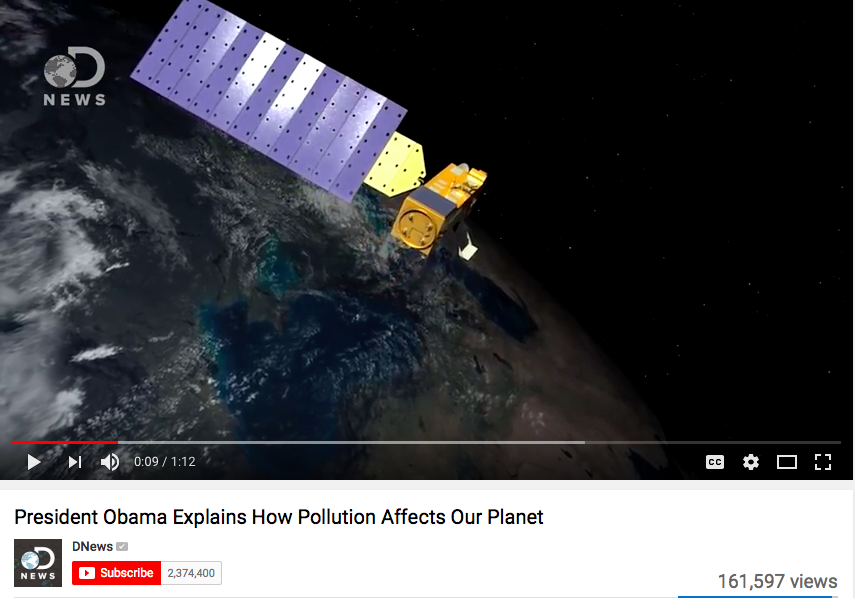 NEWS
0:09 / 1:12
CC
President Obama Explains How Pollution Affects Our Planet
DNews
NEWS
Subscribe 2,374,400
161,597 views